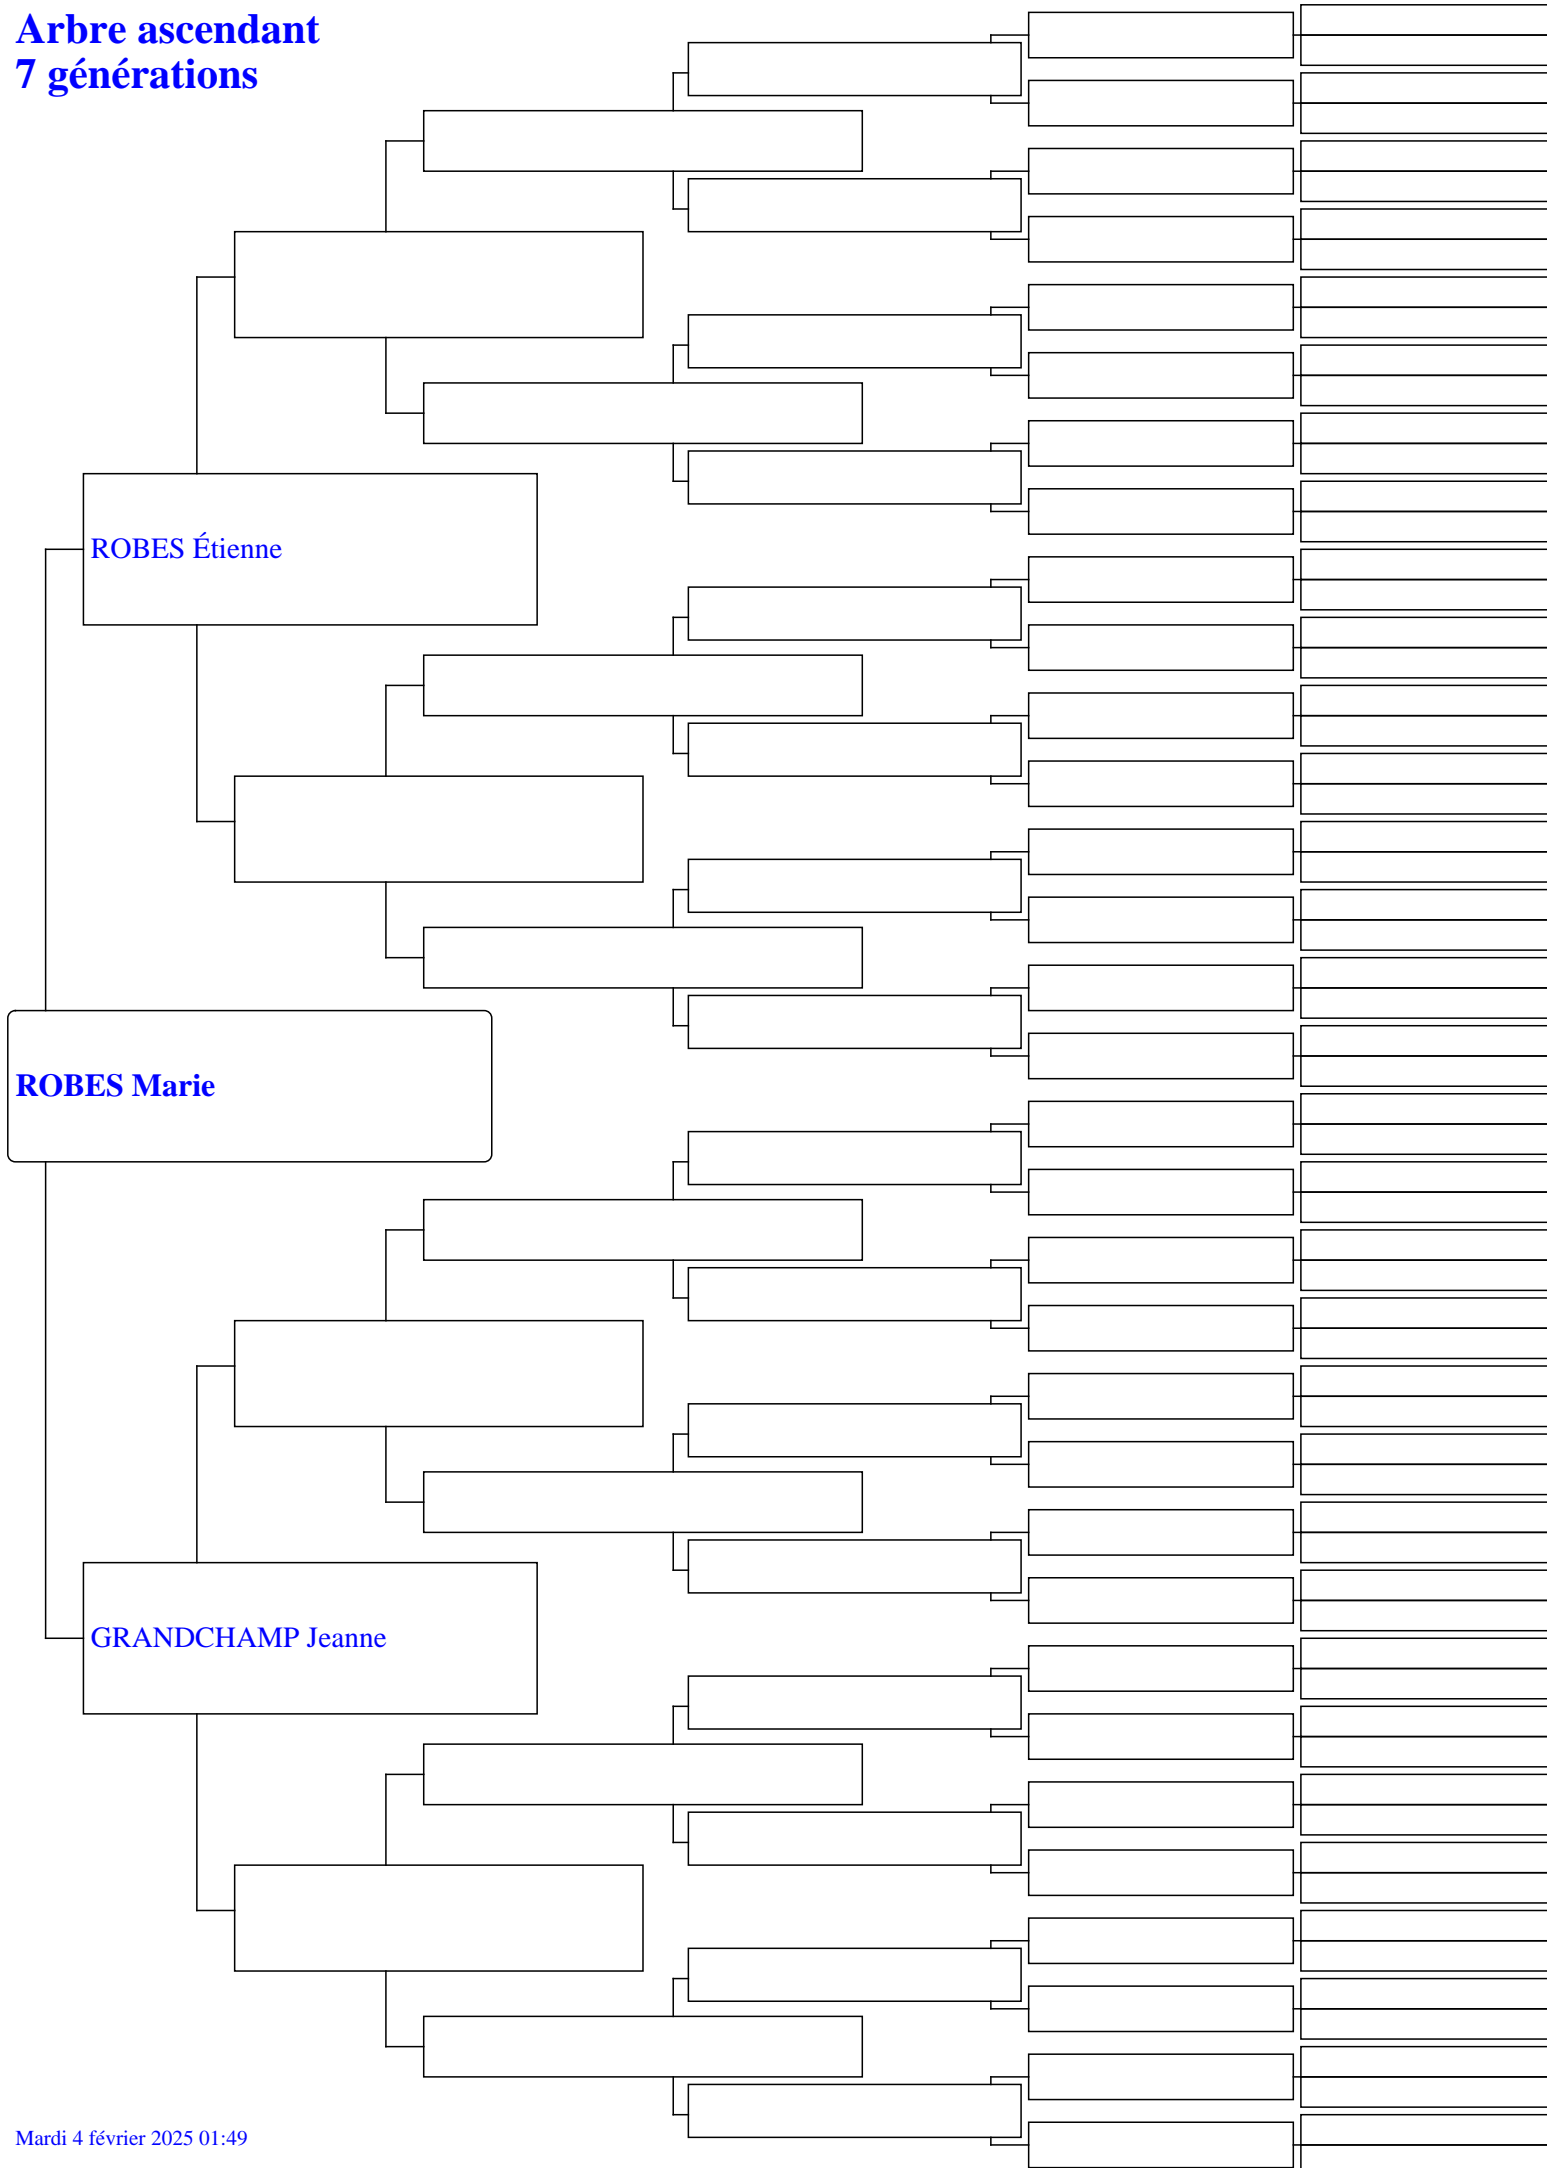 Arbre ascendant
7 générations
ROBES Étienne
ROBES Marie
GRANDCHAMP Jeanne
Mardi 4 février 2025 01:49